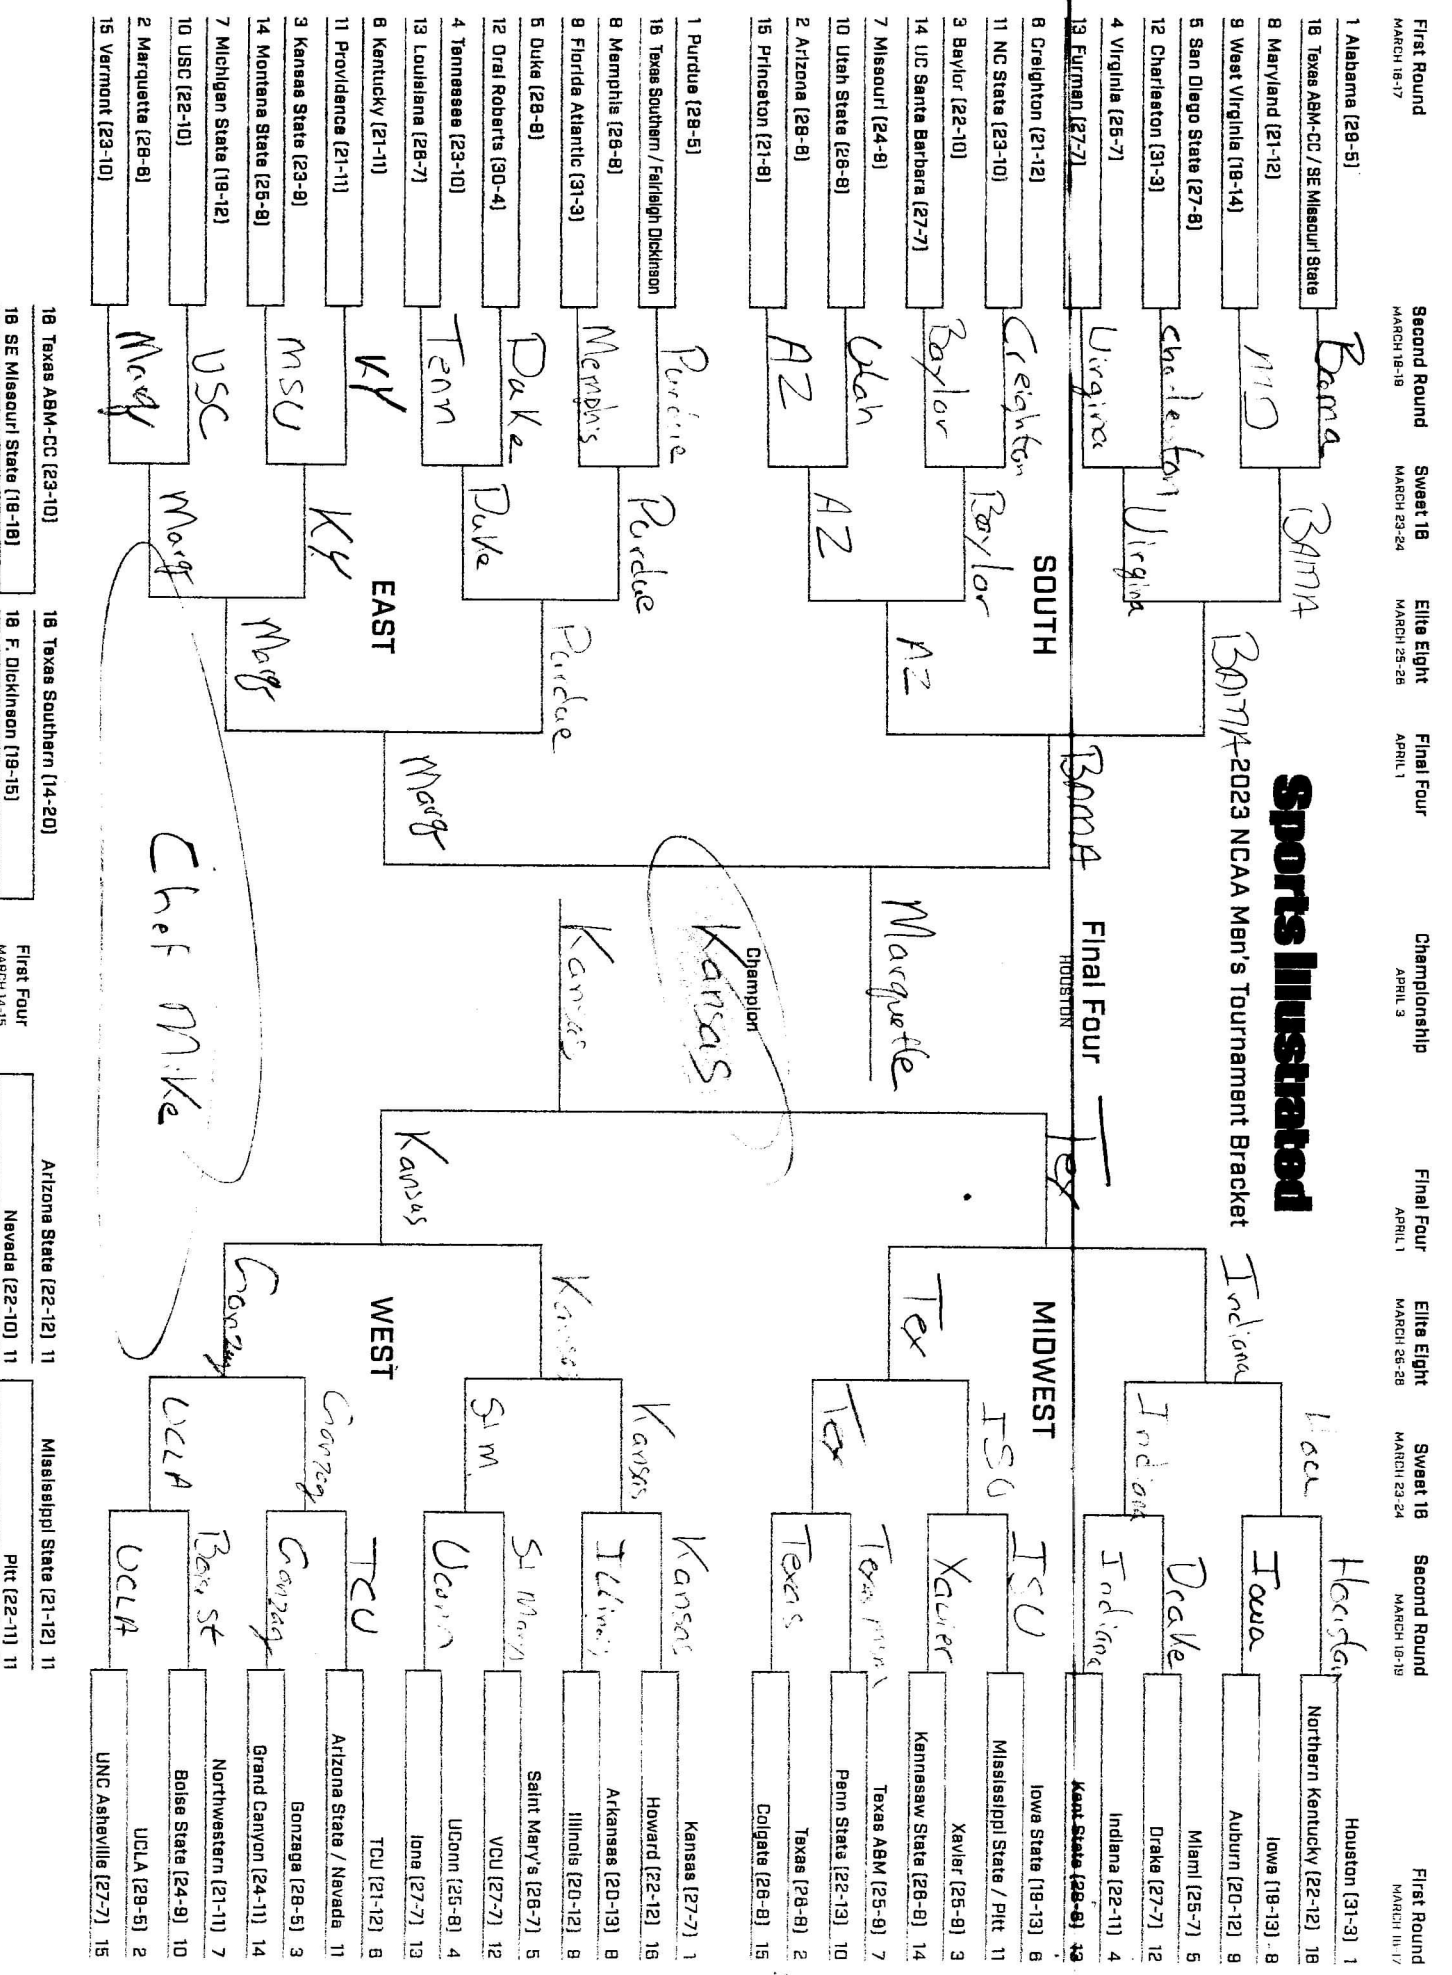 First Round
MARCH 16-17
Second Round
MARCH 18-19
Sweet 16
MARCH 23-24
Elite Eight
MARCH 25-26
Final Four
APRIL 1
Championship
APRIL 3
Final Four
APRIL 1
Elite Eight
MARCH 25-26
Sweet 16
MARCH 23-24
Second Round
MARCH 18-19
First Round
MARCH 16-17
Sports Illustrated
2023 NCAA Men's Tournament Bracket
1 Alabama (29-5)
16 Texas A&M-CC / SE Missouri State
8 Maryland (21-12)
9 West Virginia (19-14)
5 San Diego State (27-6)
12 Charleston (31-3)
4 Virginia (25-7)
13 Furman (27-7)
6 Creighton (21-12)
11 NC State (23-10)
3 Baylor (22-10)
14 UC Santa Barbara (27-7)
7 Missouri (24-9)
10 Utah State (26-8)
2 Arizona (28-6)
15 Princeton (21-8)
Bama
MD
Charleston
Virgina
Creighton
Baylor
Utah
AZ
BAMA
Virgina
Baylor
AZ
BAMA
AZ
BAMA
SOUTH
1 Purdue (29-5)
16 Texas Southern / Fairleigh Dickinson
8 Memphis (26-8)
9 Florida Atlantic (31-3)
5 Duke (26-8)
12 Oral Roberts (30-4)
4 Tennessee (23-10)
13 Louisiana (26-7)
6 Kentucky (21-11)
11 Providence (21-11)
3 Kansas State (23-9)
14 Montana State (25-9)
7 Michigan State (19-12)
10 USC (22-10)
2 Marquette (28-6)
15 Vermont (23-10)
Purdue
Memphis
Duke
Tenn
KY
MSU
USC
Marq
Purdue
Duke
KY
Marq
Purdue
Marq
Marq
EAST
Final Four
HOUSTON
Marquette
Champion
Kansas
Kansas
Chef Mike
Houston (31-3) 1
Northern Kentucky (22-12) 16
Iowa (19-13) 8
Auburn (20-12) 9
Miami (25-7) 5
Drake (27-7) 12
Indiana (22-11) 4
Kent State (28-6) 13
Iowa State (19-13) 6
Mississippi State / Pitt 11
Xavier (25-9) 3
Kennesaw State (26-8) 14
Texas A&M (25-9) 7
Penn State (22-13) 10
Texas (26-8) 2
Colgate (26-8) 15
Houston
Iowa
Drake
Indiana
ISU
Xavier
Texas
Indiana
ISU
Tex
Indiana
Tex
Tex
MIDWEST
Kansas (27-7) 1
Howard (22-12) 16
Arkansas (20-13) 8
Illinois (20-12) 9
Saint Mary's (26-7) 5
VCU (27-7) 12
UConn (25-8) 4
Iona (27-7) 13
TCU (21-12) 6
Arizona State / Nevada 11
Gonzaga (28-5) 3
Grand Canyon (24-11) 14
Northwestern (21-11) 7
Boise State (24-9) 10
UCLA (29-5) 2
UNC Asheville (27-7) 15
Kansas
Illinois
St Mary
Uconn
TCU
Gonzag
Bois. St
UCLA
Kansas
St M.
Gonzag
UCLA
Kansas
Gonzag
Kansas
WEST
16 Texas A&M-CC (23-10)
16 SE Missouri State (19-16)
16 Texas Southern (14-20)
16 F. Dickinson (19-15)
First Four
MARCH 14-15
Arizona State (22-12) 11
Nevada (22-10) 11
Mississippi State (21-12) 11
Pitt (22-11) 11